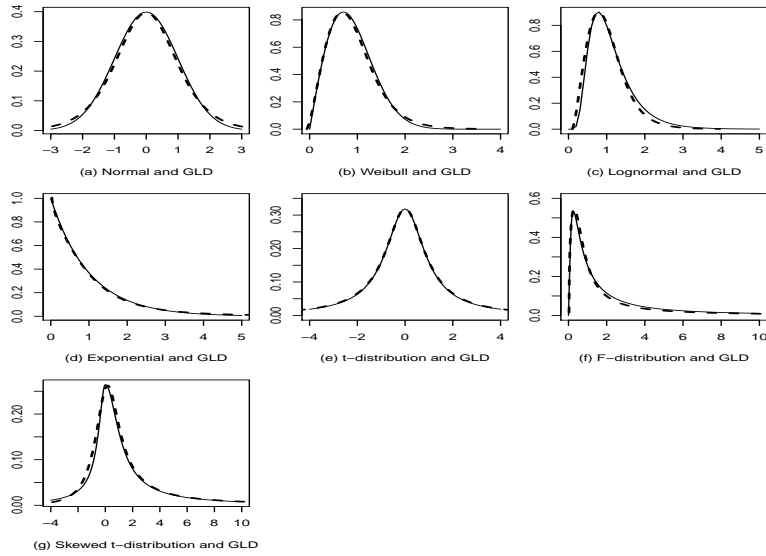 0.0 0.1 0.2 0.3 0.4
−3 −2 −1 0 1 2 3
(a) Normal and GLD
0.0 0.2 0.4 0.6 0.8
0 1 2 3 4
(b) Weibull and GLD
0.0 0.2 0.4 0.6 0.8
0 1 2 3 4 5
(c) Lognormal and GLD
0.0 0.2 0.4 0.6 0.8 1.0
0 1 2 3 4 5
(d) Exponential and GLD
0.00 0.10 0.20 0.30
−4 −2 0 2 4
(e) t−distribution and GLD
0.0 0.2 0.4 0.6
0 2 4 6 8 10
(f) F−distribution and GLD
0.00 0.10 0.20
−4 0 2 4 6 8 10
(g) Skewed t−distribution and GLD